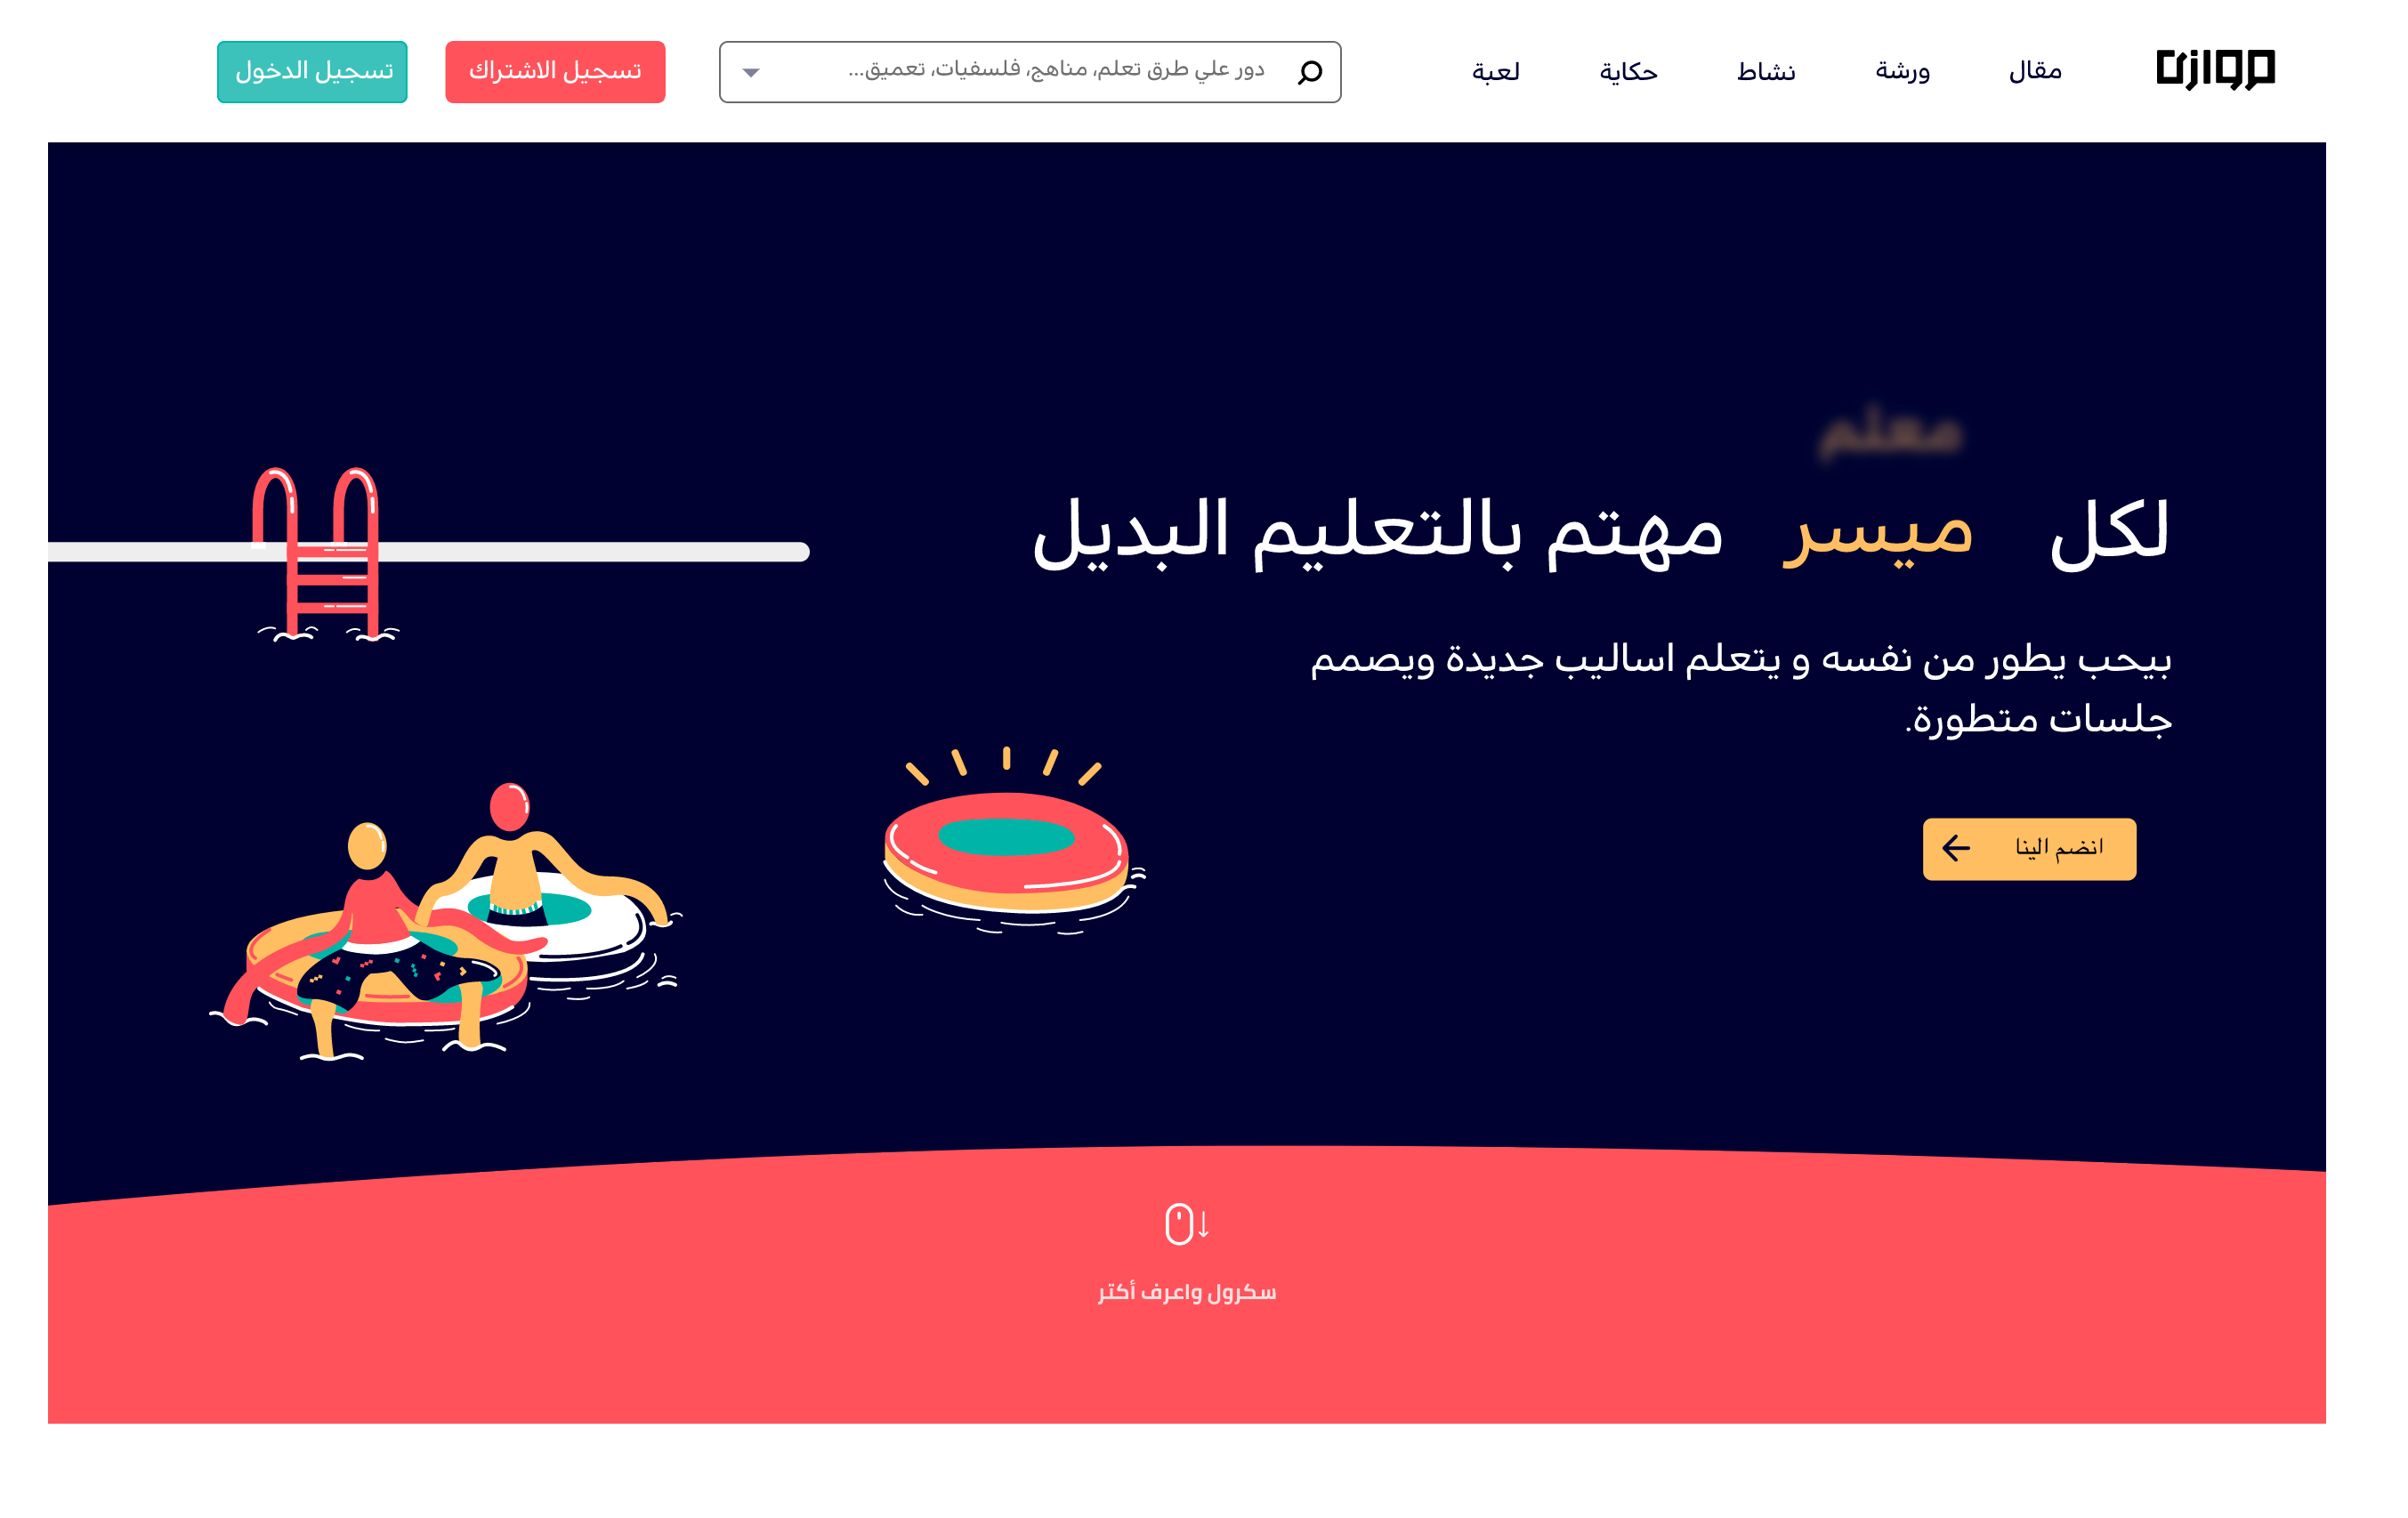 موازن
مقال
ورشة
نشاط
حكاية
لعبة
دور علي طرق تعلم، مناهج، فلسفيات، تعميق...
تسجيل الاشتراك
تسجيل الدخول
معلم
لكل ميسر مهتم بالتعليم البديل
بيحب يطور من نفسه و يتعلم اساليب جديدة ويصمم
جلسات متطورة.
انضم الينا
سكرول واعرف أكتر